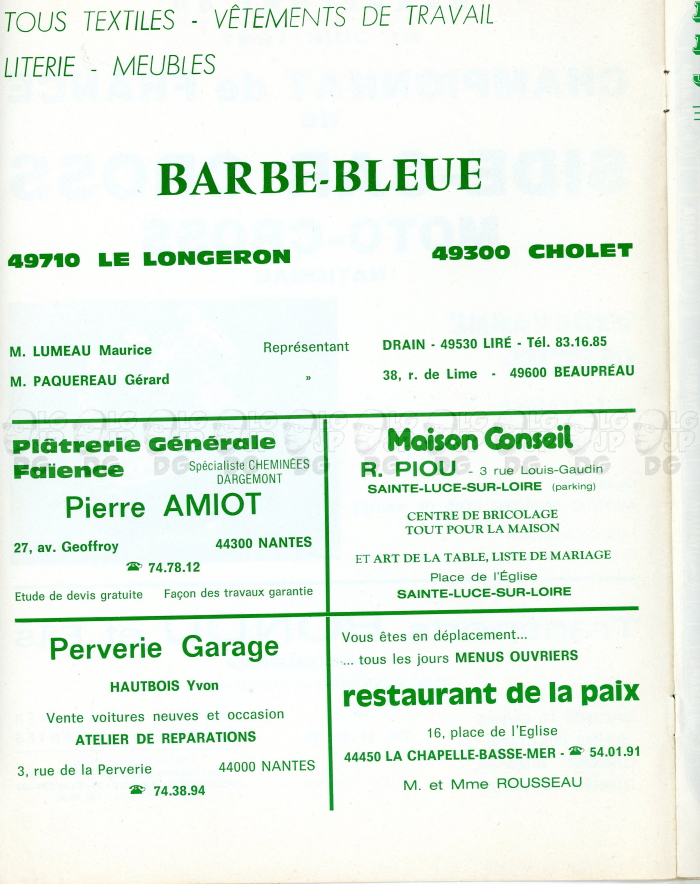 TOUS TEXTILES - VÊTEMENTS DE TRAVAIL
LITERIE - MEUBLES
BARBE-BLEUE
49710 LE LONGERON 49300 CHOLET
M. LUMEAU Maurice Représentant DRAIN - 49530 LIRÉ - Tél. 83.16.85
M. PAQUEREAU Gérard » 38, r. de Lime - 49600 BEAUPRÉAU
Plâtrerie Générale
Faïence
Spécialiste CHEMINÉES
DARGEMONT
Pierre AMIOT
27, av. Geoffroy 44300 NANTES
☎ 74.78.12
Etude de devis gratuite Façon des travaux garantie
Maison Conseil
R. PIOU - 3 rue Louis-Gaudin
SAINTE-LUCE-SUR-LOIRE (parking)
CENTRE DE BRICOLAGE
TOUT POUR LA MAISON
ET ART DE LA TABLE, LISTE DE MARIAGE
Place de l'Église
SAINTE-LUCE-SUR-LOIRE
Perverie Garage
HAUTBOIS Yvon
Vente voitures neuves et occasion
ATELIER DE REPARATIONS
3, rue de la Perverie 44000 NANTES
☎ 74.38.94
Vous êtes en déplacement...
... tous les jours MENUS OUVRIERS
restaurant de la paix
16, place de l'Eglise
44450 LA CHAPELLE-BASSE-MER - ☎ 54.01.91
M. et Mme ROUSSEAU